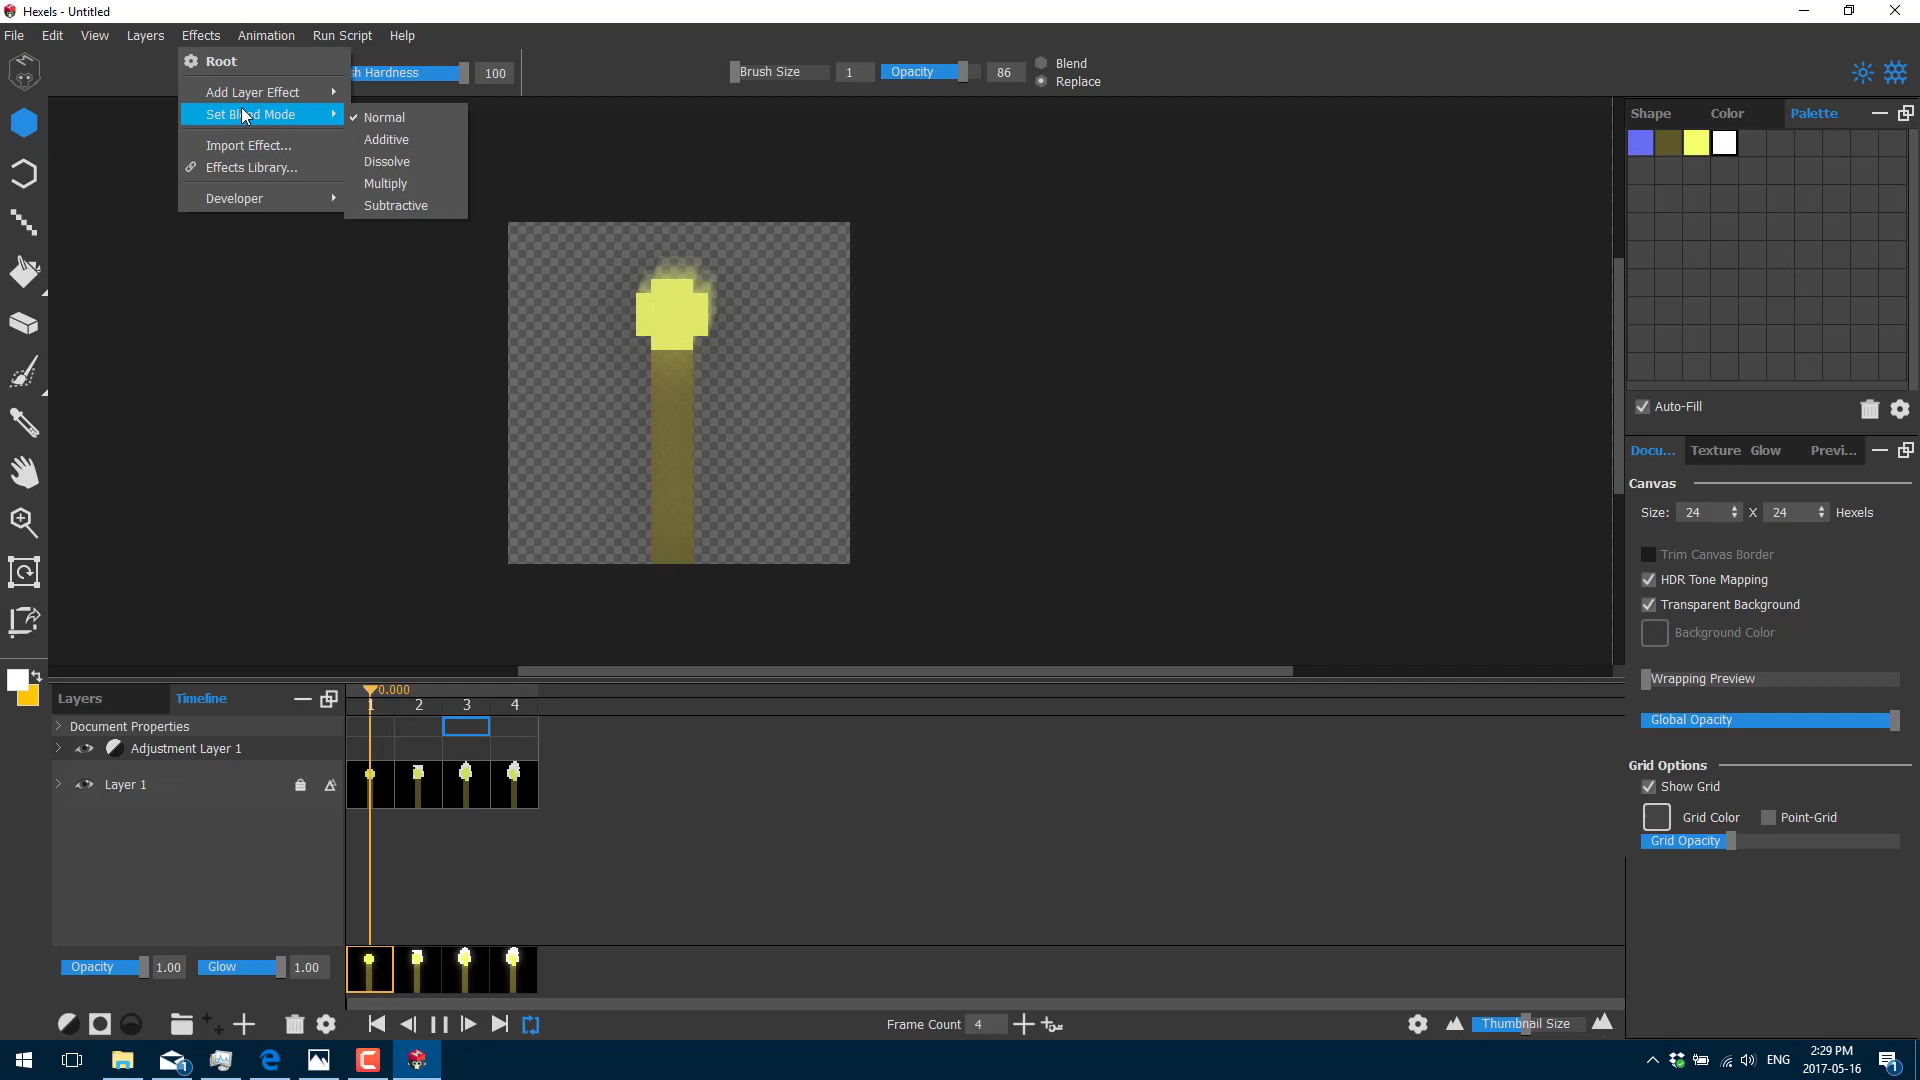 Hexels - Untitled
File Edit View Layers Effects Animation Run Script Help
Root
Add Layer Effect
Set Blend Mode
Import Effect...
Effects Library...
Developer
Normal
Additive
Dissolve
Multiply
Subtractive
Hardness 100
Brush Size 1 Opacity 86
Blend
Replace
Shape Color Palette
Auto-Fill
Docu... Texture Glow Previ...
Canvas
Size: 24 X 24 Hexels
Trim Canvas Border
HDR Tone Mapping
Transparent Background
Background Color
Wrapping Preview
Global Opacity
Grid Options
Show Grid
Grid Color Point-Grid
Grid Opacity
Layers Timeline
0.000
1 2 3 4
Document Properties
Adjustment Layer 1
Layer 1
Opacity 1.00 Glow 1.00
Frame Count 4
Thumbnail Size
1
ENG
2:29 PM
2017-05-16
1